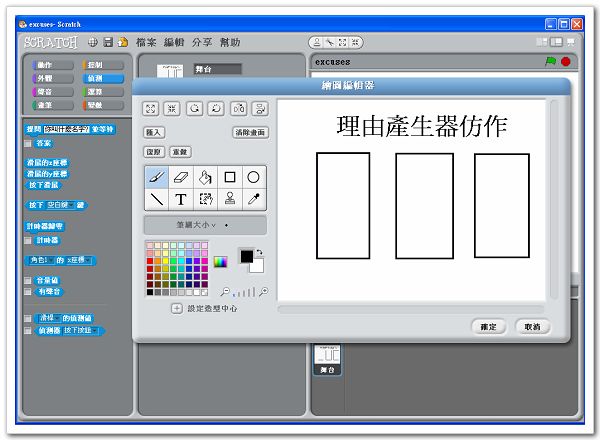 excuses- Scratch
SCRATCH 檔案 編輯 分享 幫助
動作 控制
外觀 偵測
聲音 運算
畫筆 變數
舞台
excuses
繪圖編輯器
匯入 清除畫面
復原 重做
筆細大小
設定造型中心
理由產生器仿作
確定 取消
提問 你叫什麼名字? 並等待
答案
滑鼠的x座標
滑鼠的y座標
按下滑鼠
按下 空白鍵 鍵
計時器歸零
計時器
角色1 的 x座標
音量值
有聲音
滑桿 的偵測值
偵測器 按下按鈕
舞台